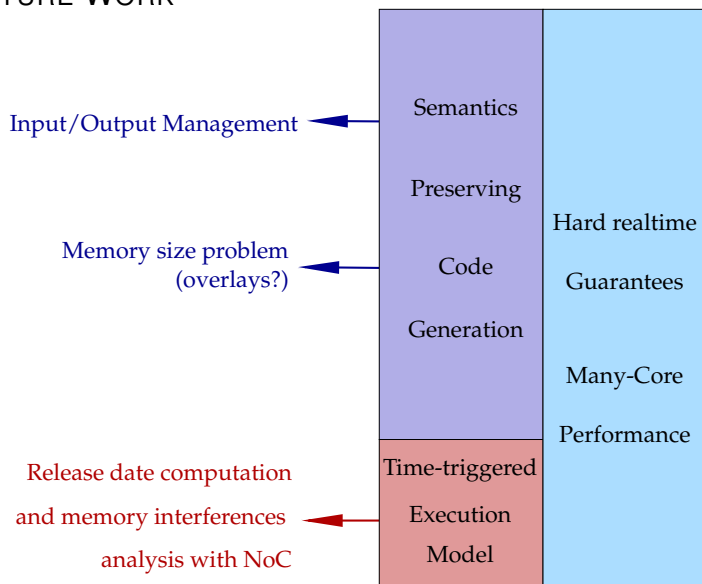 WORK
Input/Output Management
Memory size problem
(overlays?)
Release date computation
and memory interferences
analysis with NoC
Semantics
Preserving
Code
Generation
Time-triggered
Execution
Model
Hard realtime
Guarantees
Many-Core
Performance